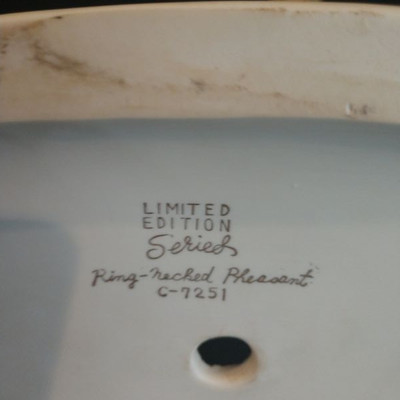 LIMITED
EDITION
Series
Ring-necked Pheasant
C-7251